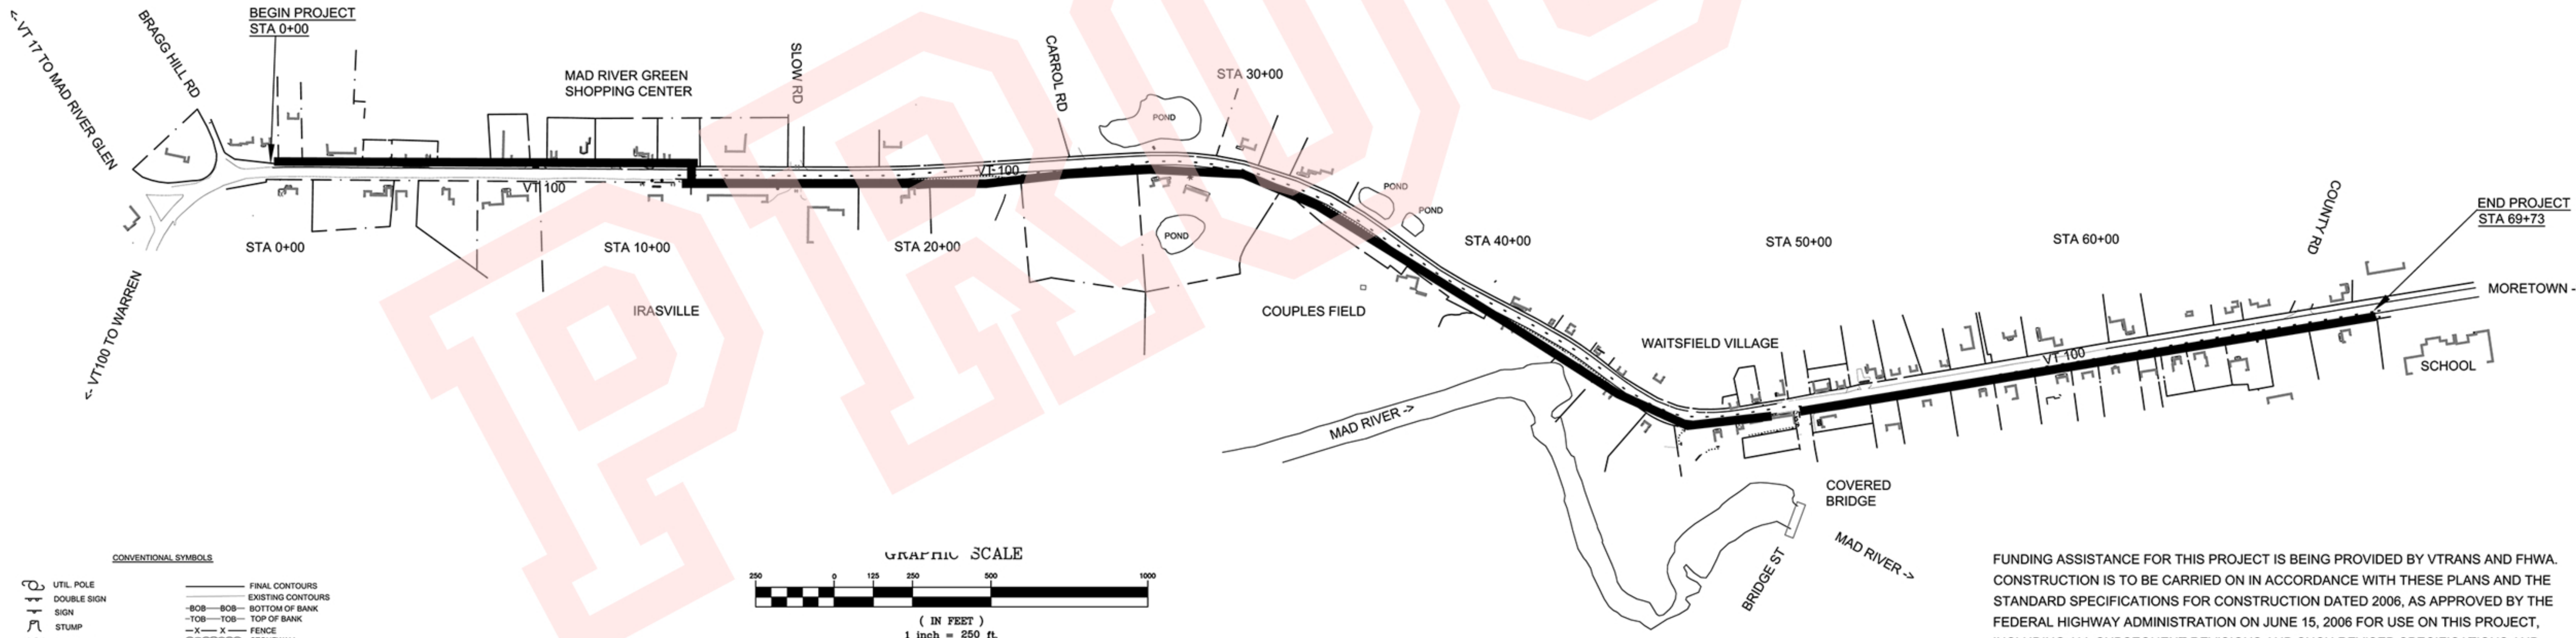 BEGIN PROJECT
STA 0+00
<- VT 17 TO MAD RIVER GLEN
BRAGG HILL RD
MAD RIVER GREEN
SHOPPING CENTER
SLOW RD
CARROL RD
STA 30+00
POND
VT 100
VT 100
POND
POND
POND
COUNTY RD
END PROJECT
STA 69+73
STA 0+00
STA 10+00
STA 20+00
STA 40+00
STA 50+00
STA 60+00
MORETOWN -
<- VT100 TO WARREN
IRASVILLE
COUPLES FIELD
WAITSFIELD VILLAGE
VT 100
SCHOOL
MAD RIVER ->
COVERED
BRIDGE
BRIDGE ST
MAD RIVER ->
CONVENTIONAL SYMBOLS
UTIL. POLE
DOUBLE SIGN
SIGN
STUMP
FINAL CONTOURS
EXISTING CONTOURS
-BOB-BOB- BOTTOM OF BANK
-TOB-TOB- TOP OF BANK
-X-X- FENCE
GRAPHIC SCALE
250 0 125 250 500 1000
( IN FEET )
1 inch = 250 ft.
FUNDING ASSISTANCE FOR THIS PROJECT IS BEING PROVIDED BY VTRANS AND FHWA.
CONSTRUCTION IS TO BE CARRIED ON IN ACCORDANCE WITH THESE PLANS AND THE
STANDARD SPECIFICATIONS FOR CONSTRUCTION DATED 2006, AS APPROVED BY THE
FEDERAL HIGHWAY ADMINISTRATION ON JUNE 15, 2006 FOR USE ON THIS PROJECT,